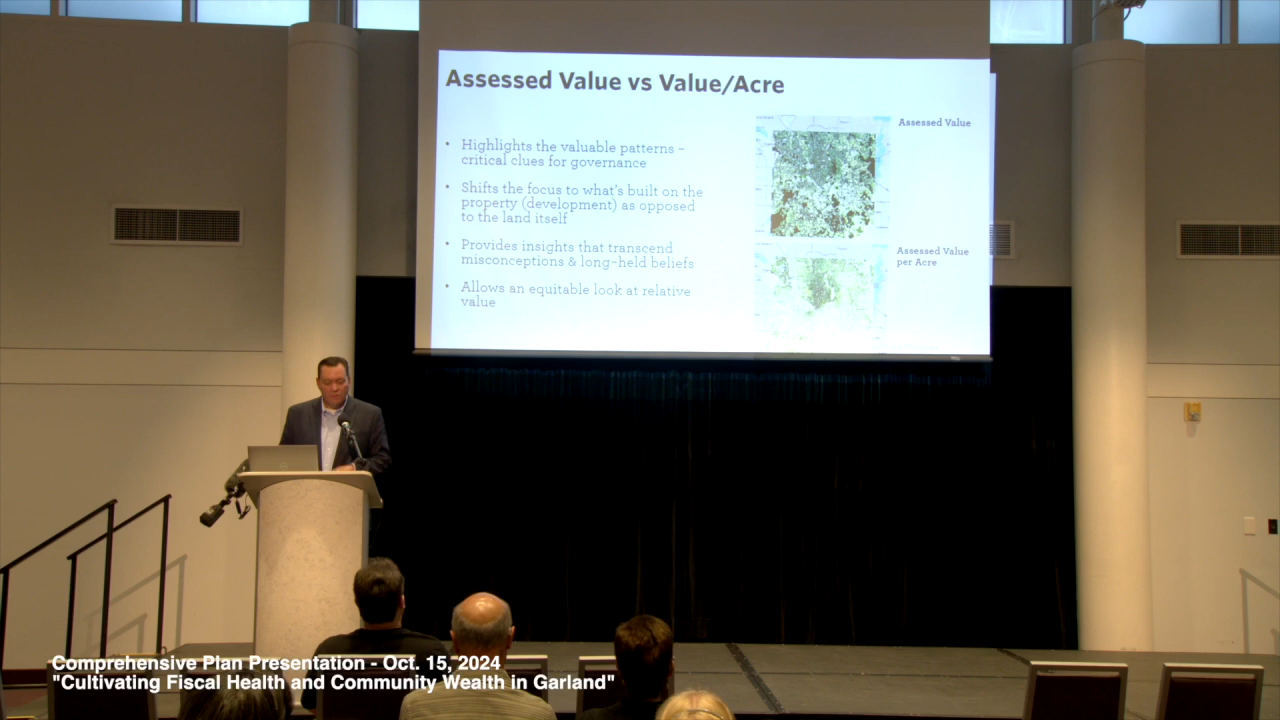 Assessed Value vs Value/Acre
• Highlights the valuable patterns –
critical clues for governance
• Shifts the focus to what's built on the
property (development) as opposed
to the land itself
• Provides insights that transcend
misconceptions & long-held beliefs
• Allows an equitable look at relative
value
Assessed Value
Assessed Value
per Acre
Comprehensive Plan Presentation - Oct. 15, 2024
"Cultivating Fiscal Health and Community Wealth in Garland"